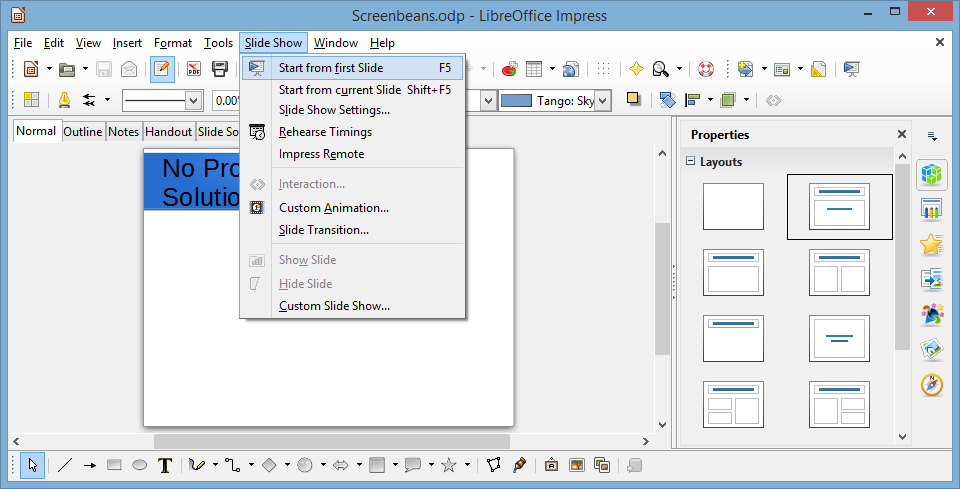 Screenbeans.odp - LibreOffice Impress
File Edit View Insert Format Tools Slide Show Window Help
Start from first Slide F5
Start from current Slide Shift+F5
Slide Show Settings...
Rehearse Timings
Impress Remote
Interaction...
Custom Animation...
Slide Transition...
Show Slide
Hide Slide
Custom Slide Show...
PDF
0.00"
Tango: Sky
Normal Outline Notes Handout Slide So
No Pro
Solutio
Properties
Layouts
T
A